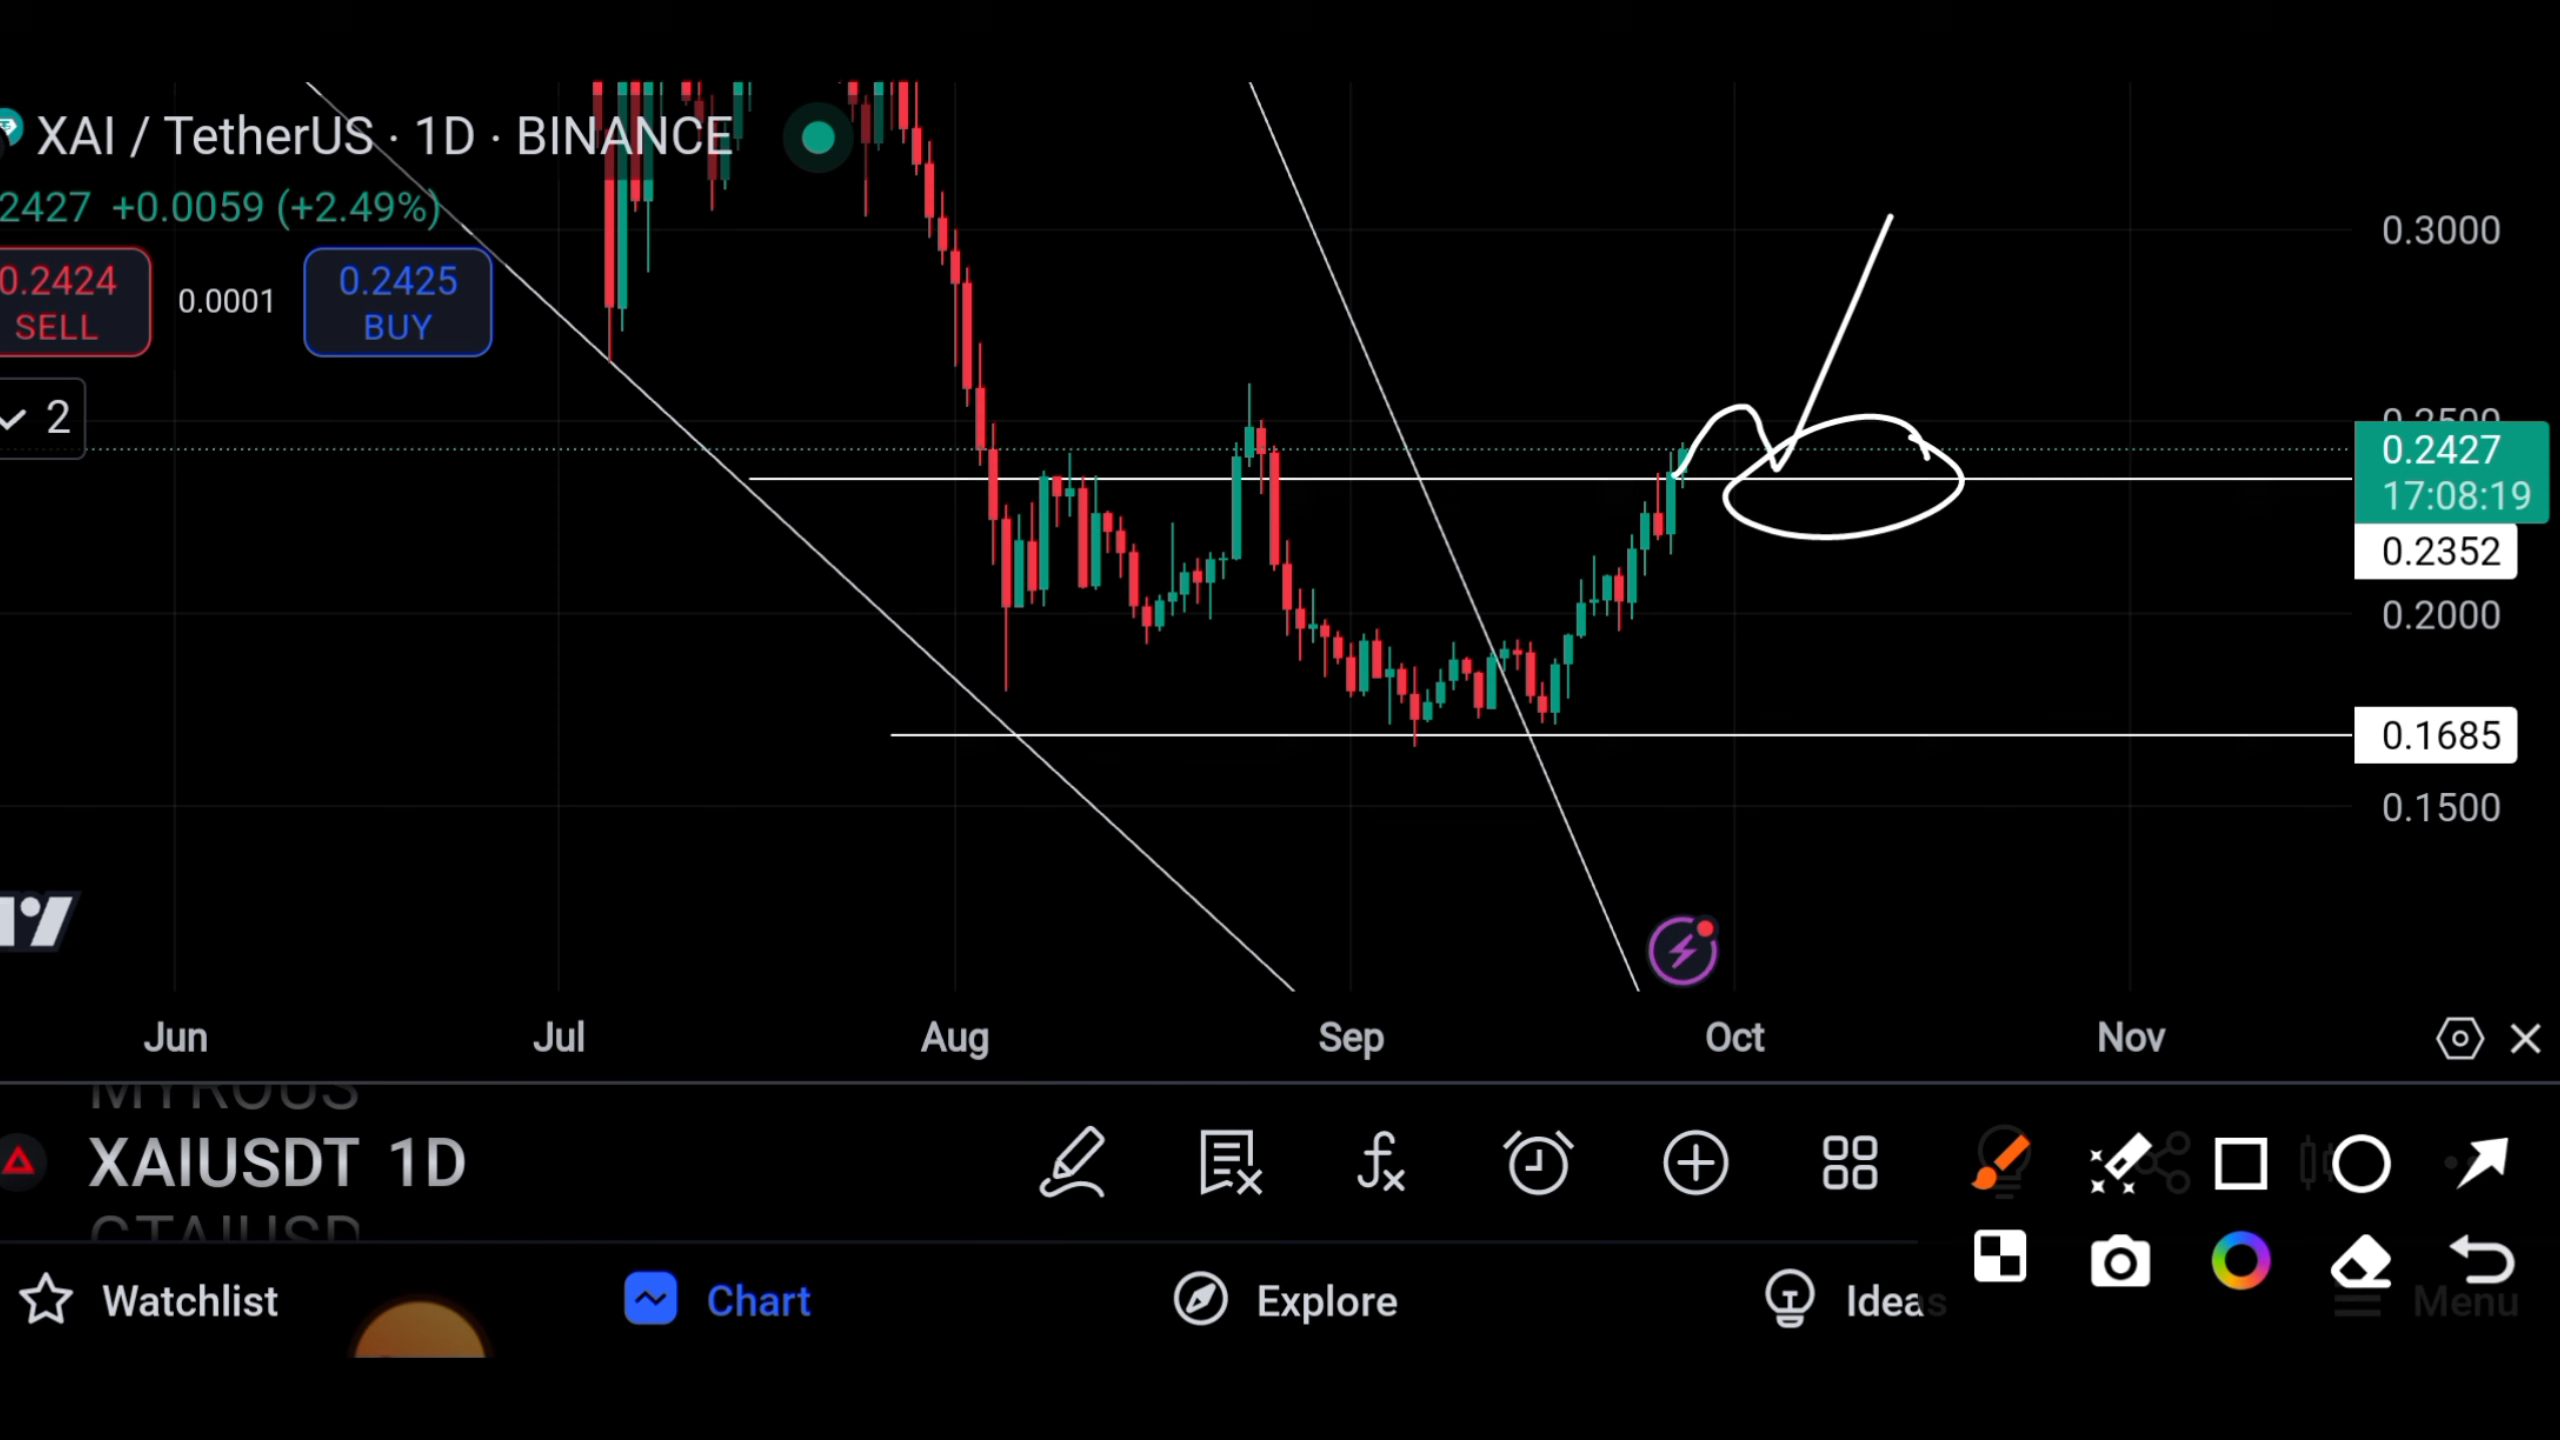 XAI / TetherUS · 1D · BINANCE
2427 +0.0059 (+2.49%)
0.2424
SELL
0.0001
0.2425
BUY
2
0.3000
0.2500
0.2427
17:08:19
0.2352
0.2000
0.1685
0.1500
Jun Jul Aug Sep Oct Nov
XAIUSDT 1D
Watchlist
Chart
Explore
Ideas
Menu